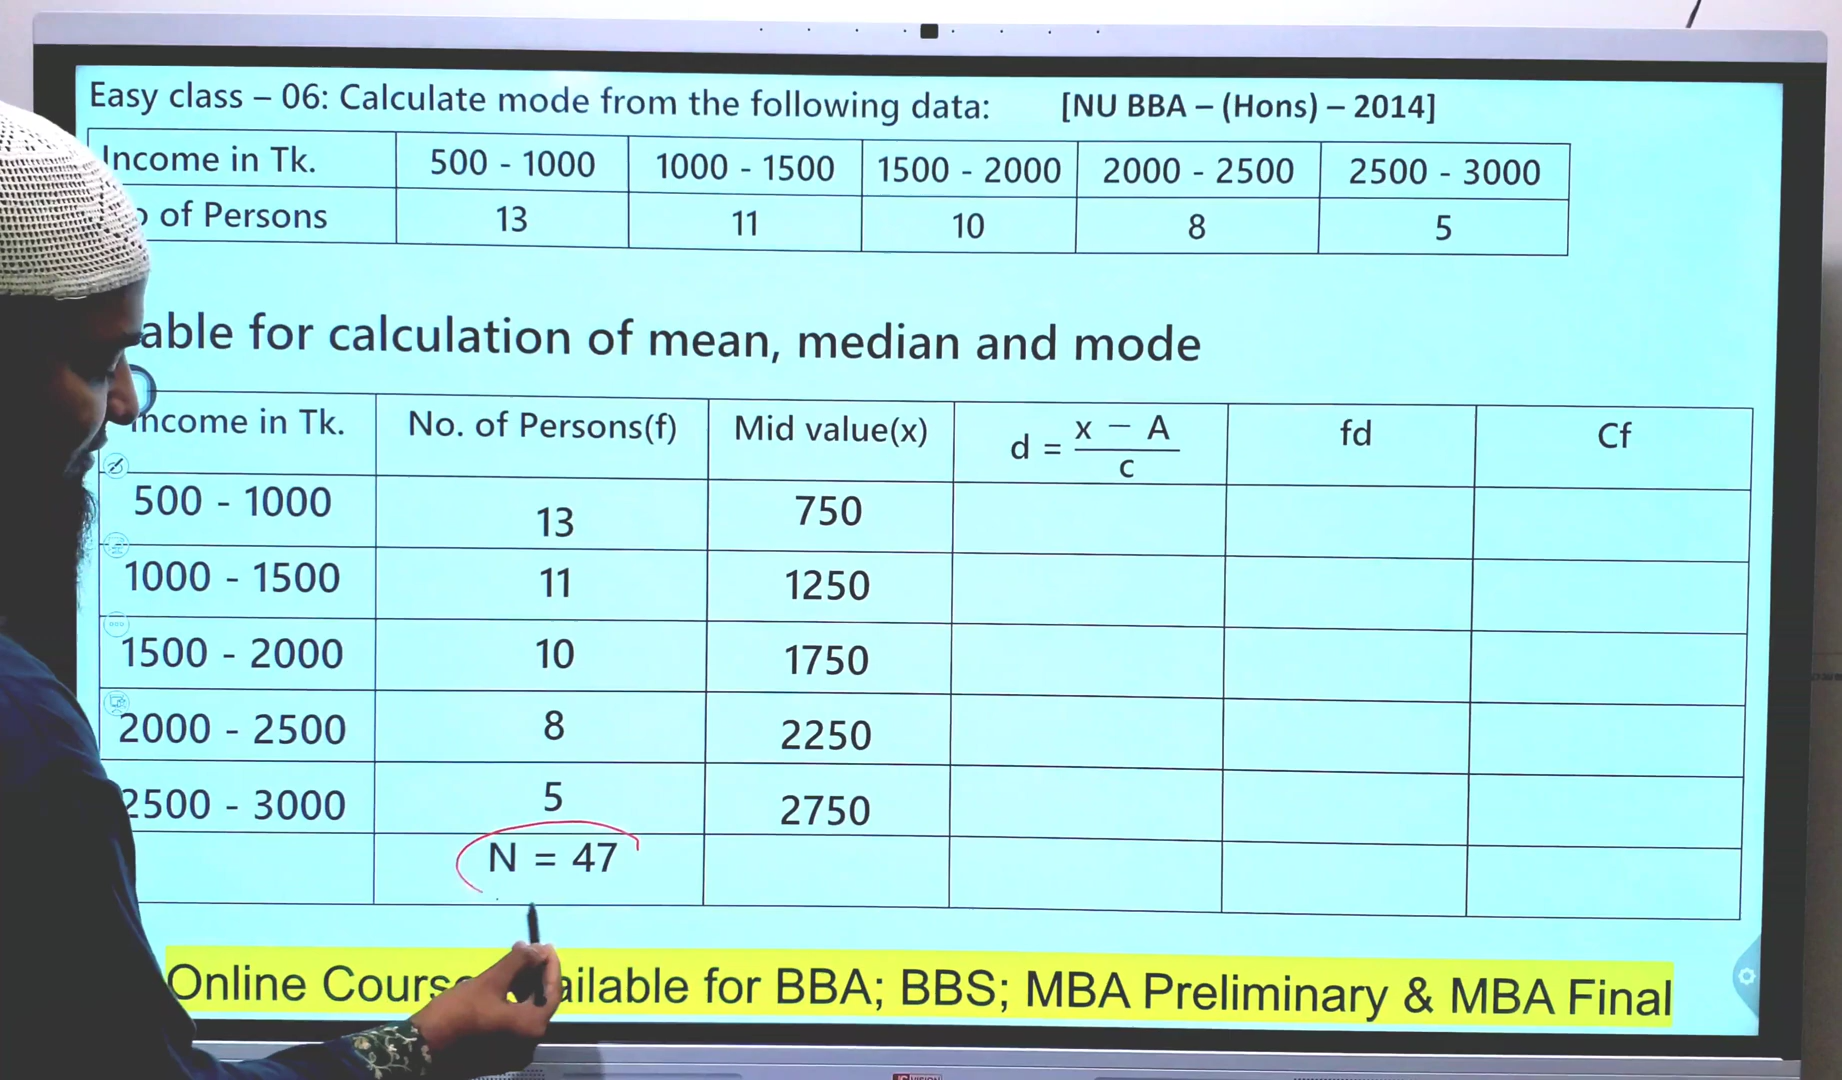 Easy class – 06: Calculate mode from the following data: [NU BBA – (Hons) – 2014]
Income in Tk. 500 - 1000 1000 - 1500 1500 - 2000 2000 - 2500 2500 - 3000
of Persons 13 11 10 8 5
able for calculation of mean, median and mode
ncome in Tk. No. of Persons(f) Mid value(x) d = x – A / c fd Cf
500 - 1000 13 750
1000 - 1500 11 1250
1500 - 2000 10 1750
2000 - 2500 8 2250
2500 - 3000 5 2750
N = 47
Online Cours ailable for BBA; BBS; MBA Preliminary & MBA Final